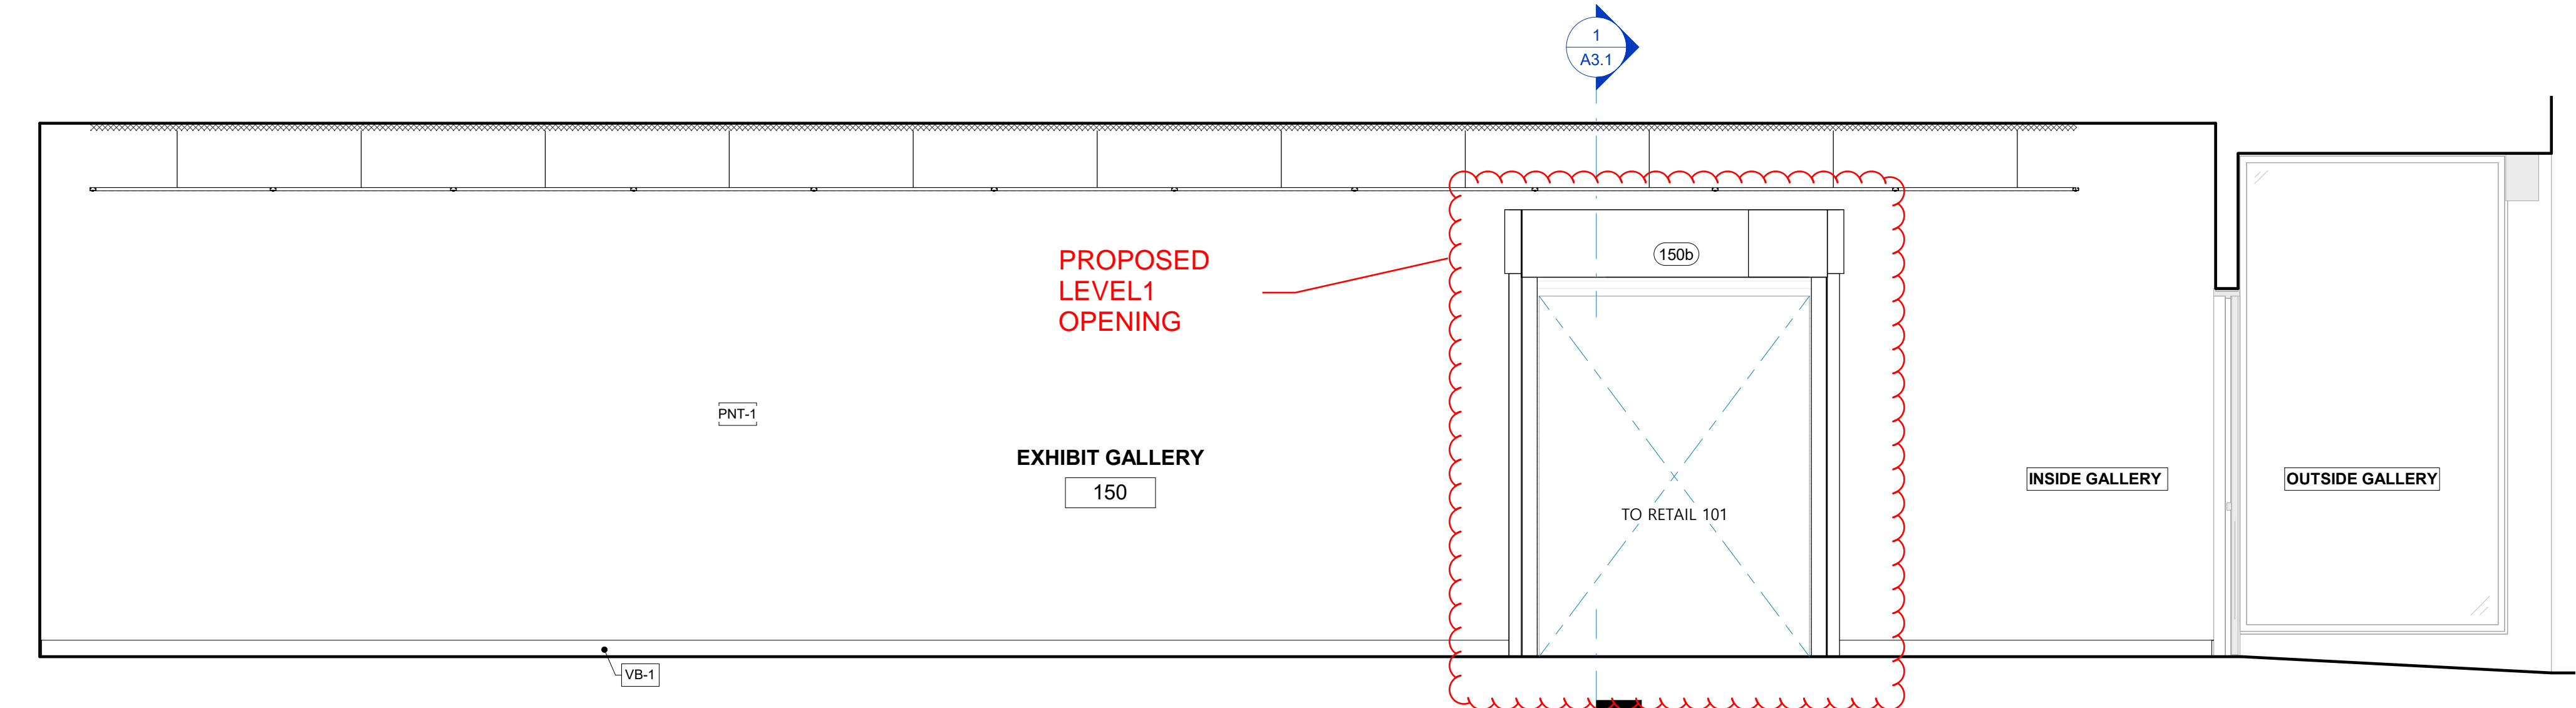 1
A3.1
PROPOSED
LEVEL1
OPENING
150b
PNT-1
EXHIBIT GALLERY
150
INSIDE GALLERY
OUTSIDE GALLERY
TO RETAIL 101
VB-1